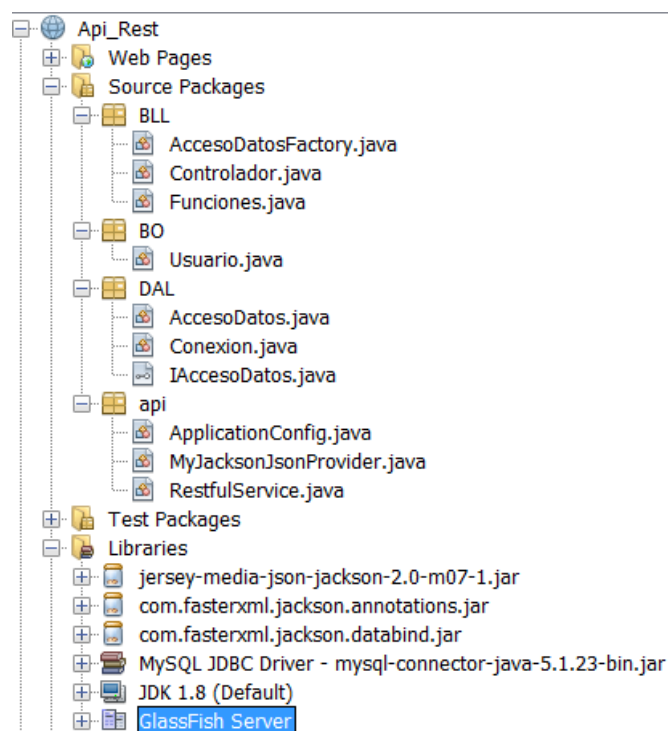 Api_Rest
Web Pages
Source Packages
BLL
AccesoDatosFactory.java
Controlador.java
Funciones.java
BO
Usuario.java
DAL
AccesoDatos.java
Conexion.java
IAccesoDatos.java
api
ApplicationConfig.java
MyJacksonJsonProvider.java
RestfulService.java
Test Packages
Libraries
jersey-media-json-jackson-2.0-m07-1.jar
com.fasterxml.jackson.annotations.jar
com.fasterxml.jackson.databind.jar
MySQL JDBC Driver - mysql-connector-java-5.1.23-bin.jar
JDK 1.8 (Default)
GlassFish Server